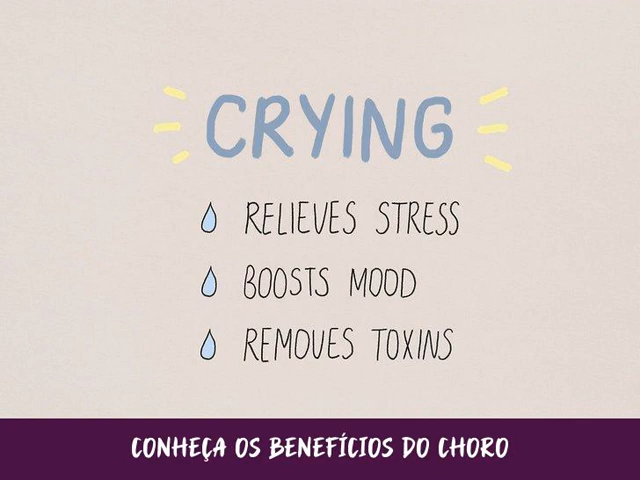 CRYING
RELIEVES STRESS
BOOSTS MOOD
REMOVES TOXINS
CONHEÇA OS BENEFÍCIOS DO CHORO